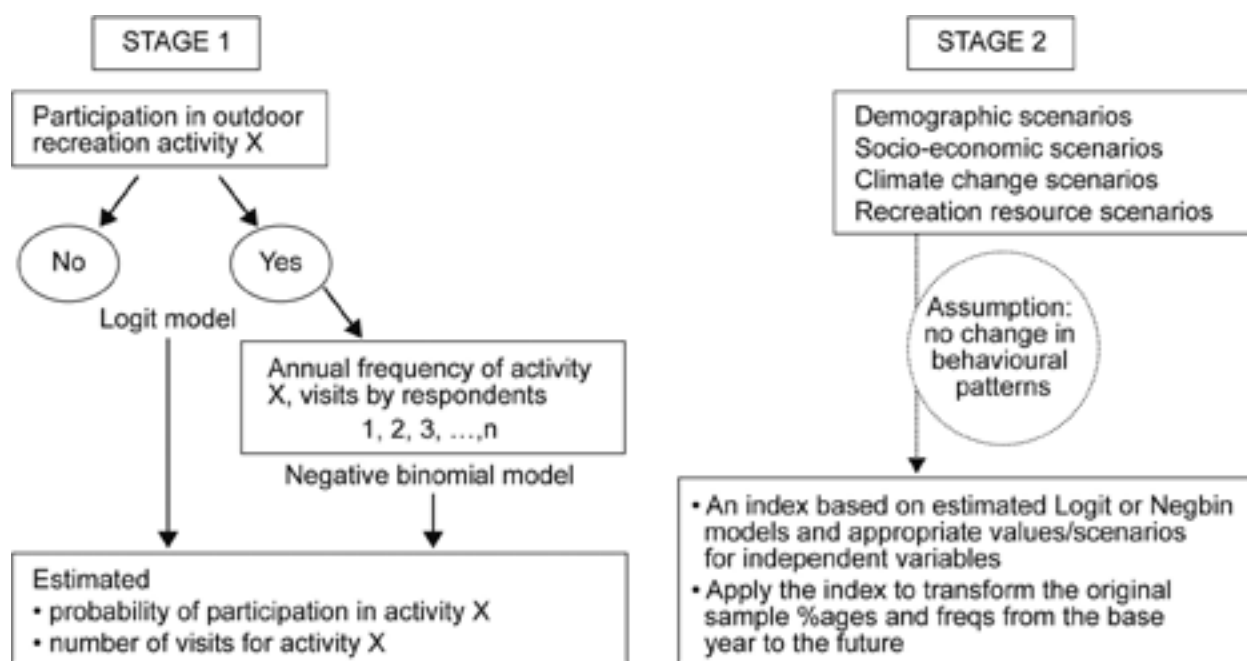 STAGE 1
Participation in outdoor
recreation activity X
No
Yes
Logit model
Annual frequency of activity
X, visits by respondents
1, 2, 3, ...,n
Negative binomial model
Estimated
• probability of participation in activity X
• number of visits for activity X
STAGE 2
Demographic scenarios
Socio-economic scenarios
Climate change scenarios
Recreation resource scenarios
Assumption:
no change in
behavioural
patterns
• An index based on estimated Logit or Negbin
models and appropriate values/scenarios
for independent variables
• Apply the index to transform the original
sample %ages and freqs from the base
year to the future